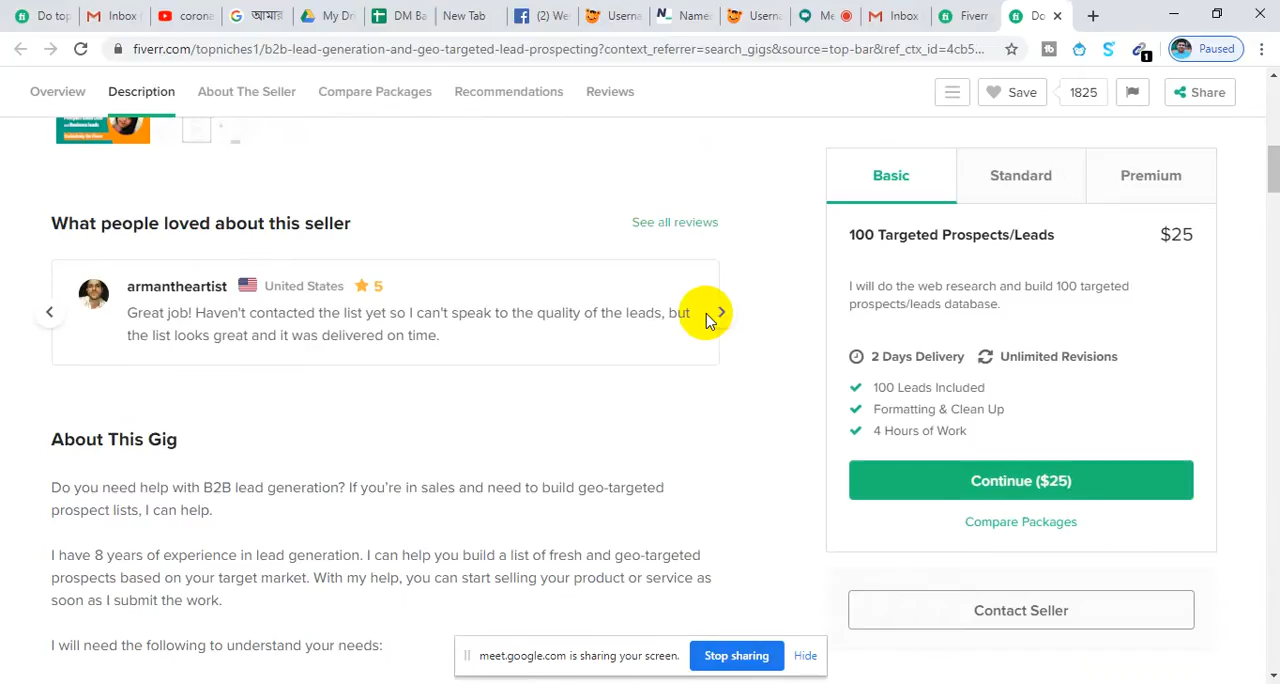 Do top
Inbox (
corona
আমার
My Dri
DM Ba
New Tab
(2) We
Userna
Name
Userna
Me
Inbox
Fiverr
Do
fiverr.com/topniches1/b2b-lead-generation-and-geo-targeted-lead-prospecting?context_referrer=search_gigs&source=top-bar&ref_ctx_id=4cb5...
1
Paused
Overview
Description
About The Seller
Compare Packages
Recommendations
Reviews
Save
1825
Share
Basic
Standard
Premium
What people loved about this seller
See all reviews
100 Targeted Prospects/Leads
$25
armantheartist
United States
5
Great job! Haven't contacted the list yet so I can't speak to the quality of the leads, but
the list looks great and it was delivered on time.
I will do the web research and build 100 targeted
prospects/leads database.
2 Days Delivery
Unlimited Revisions
100 Leads Included
Formatting & Clean Up
4 Hours of Work
About This Gig
Continue ($25)
Do you need help with B2B lead generation? If you're in sales and need to build geo-targeted
prospect lists, I can help.
Compare Packages
I have 8 years of experience in lead generation. I can help you build a list of fresh and geo-targeted
prospects based on your target market. With my help, you can start selling your product or service as
soon as I submit the work.
Contact Seller
I will need the following to understand your needs:
meet.google.com is sharing your screen.
Stop sharing
Hide